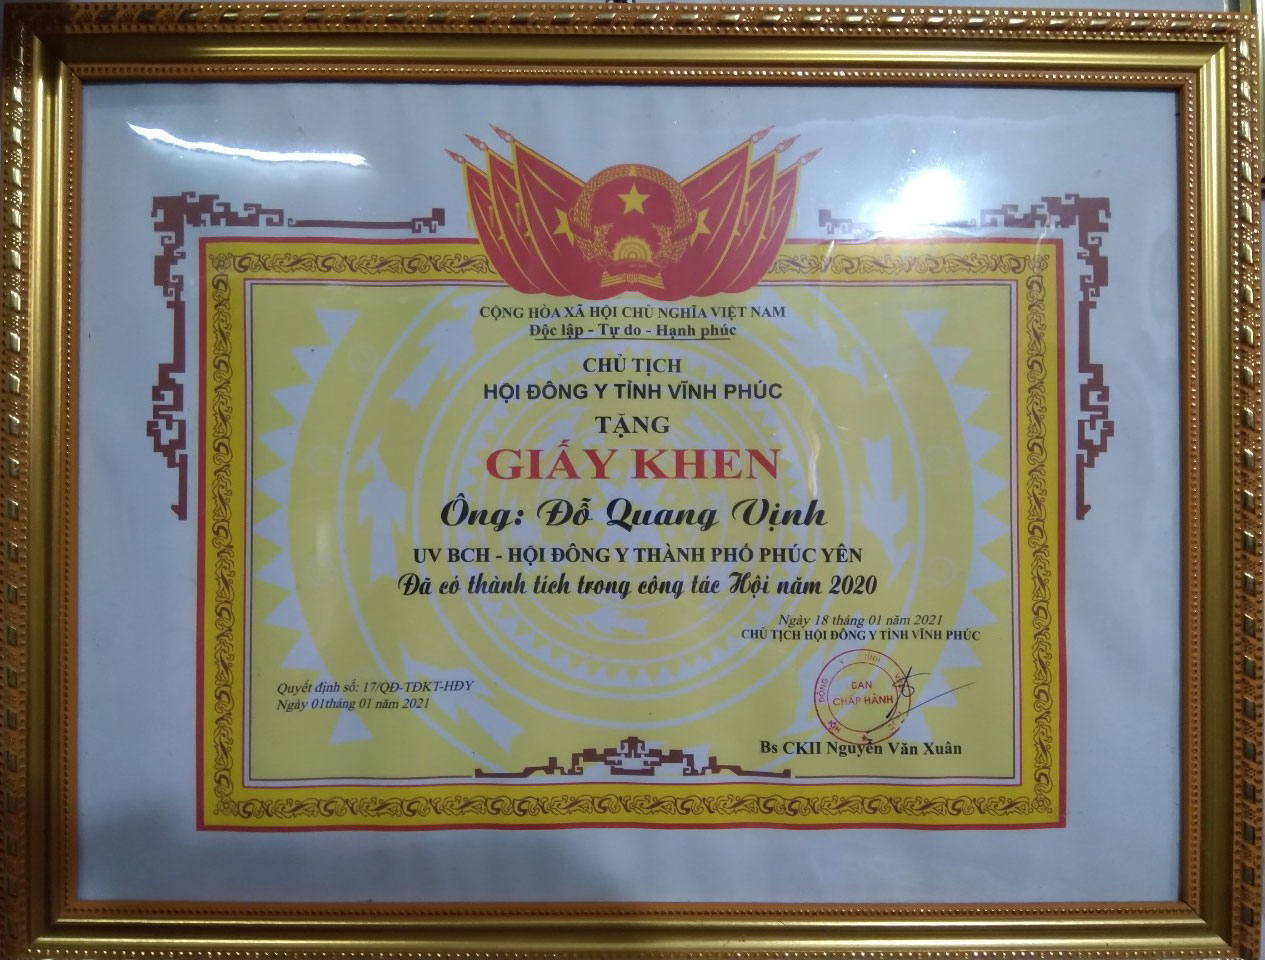 CỘNG HÒA XÃ HỘI CHỦ NGHĨA VIỆT NAM
Độc lập - Tự do - Hạnh phúc
CHỦ TỊCH
HỘI ĐÔNG Y TỈNH VĨNH PHÚC
TẶNG
GIẤY KHEN
Ông: Đỗ Quang Vịnh
UV BCH - HỘI ĐÔNG Y THÀNH PHỐ PHÚC YÊN
Đã có thành tích trong công tác Hội năm 2020
Ngày 18 tháng 01 năm 2021
CHỦ TỊCH HỘI ĐÔNG Y TỈNH VĨNH PHÚC
Quyết định số: 17/QĐ-TĐKT-HĐY
Ngày 01tháng 01 năm 2021
HỘI ĐÔNG Y TỈNH
BAN
CHẤP HÀNH
Bs CKII Nguyễn Văn Xuân